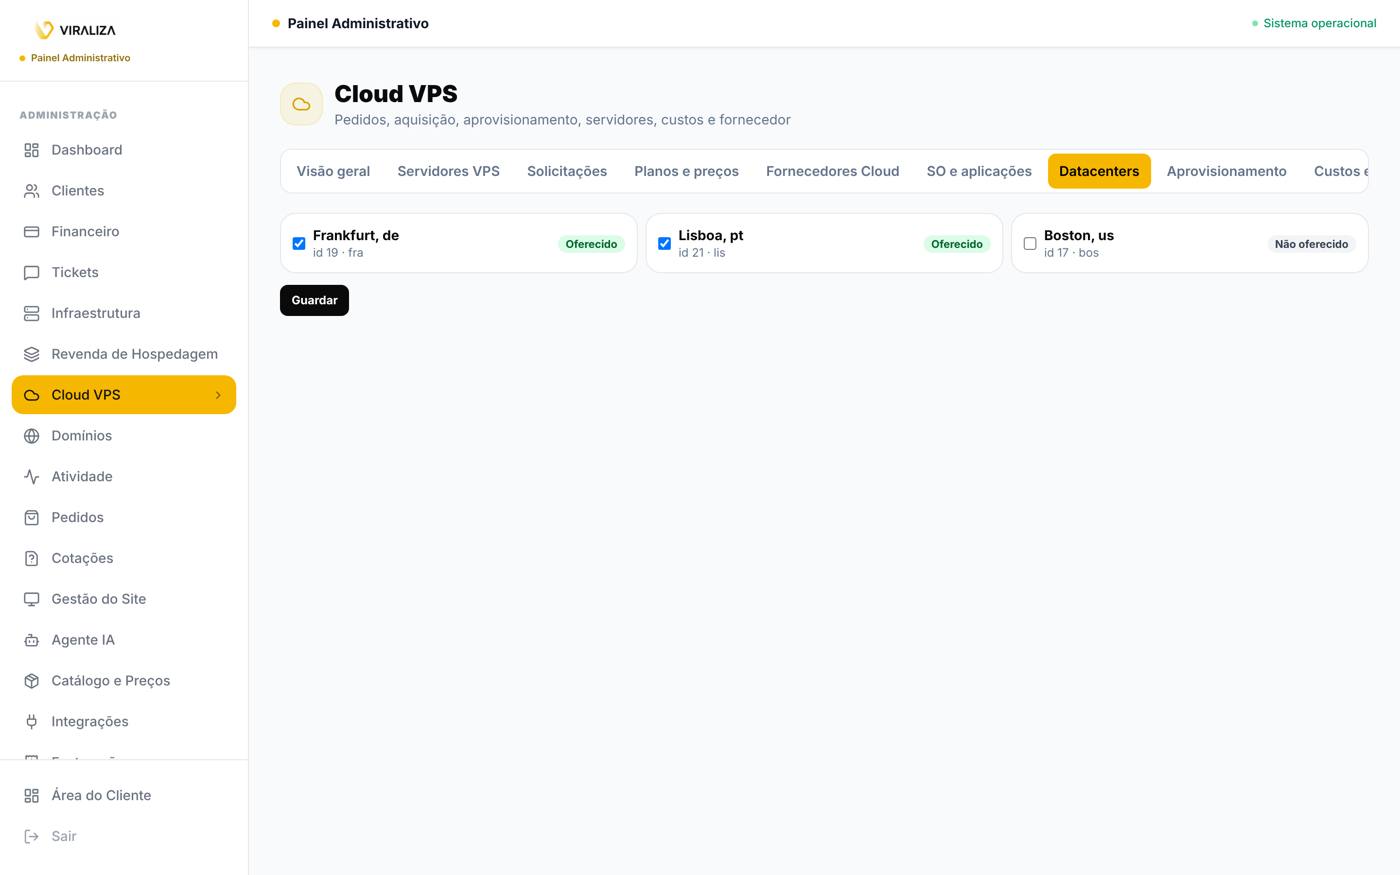 VIRALIZA
Painel Administrativo
ADMINISTRAÇÃO
Dashboard
Clientes
Financeiro
Tickets
Infraestrutura
Revenda de Hospedagem
Cloud VPS
Domínios
Atividade
Pedidos
Cotações
Gestão do Site
Agente IA
Catálogo e Preços
Integrações
Área do Cliente
Sair
Painel Administrativo
Sistema operacional
Cloud VPS
Pedidos, aquisição, aprovisionamento, servidores, custos e fornecedor
Visão geral Servidores VPS Solicitações Planos e preços Fornecedores Cloud SO e aplicações Datacenters Aprovisionamento Custos e
Frankfurt, de
id 19 · fra
Oferecido
Lisboa, pt
id 21 · lis
Oferecido
Boston, us
id 17 · bos
Não oferecido
Guardar